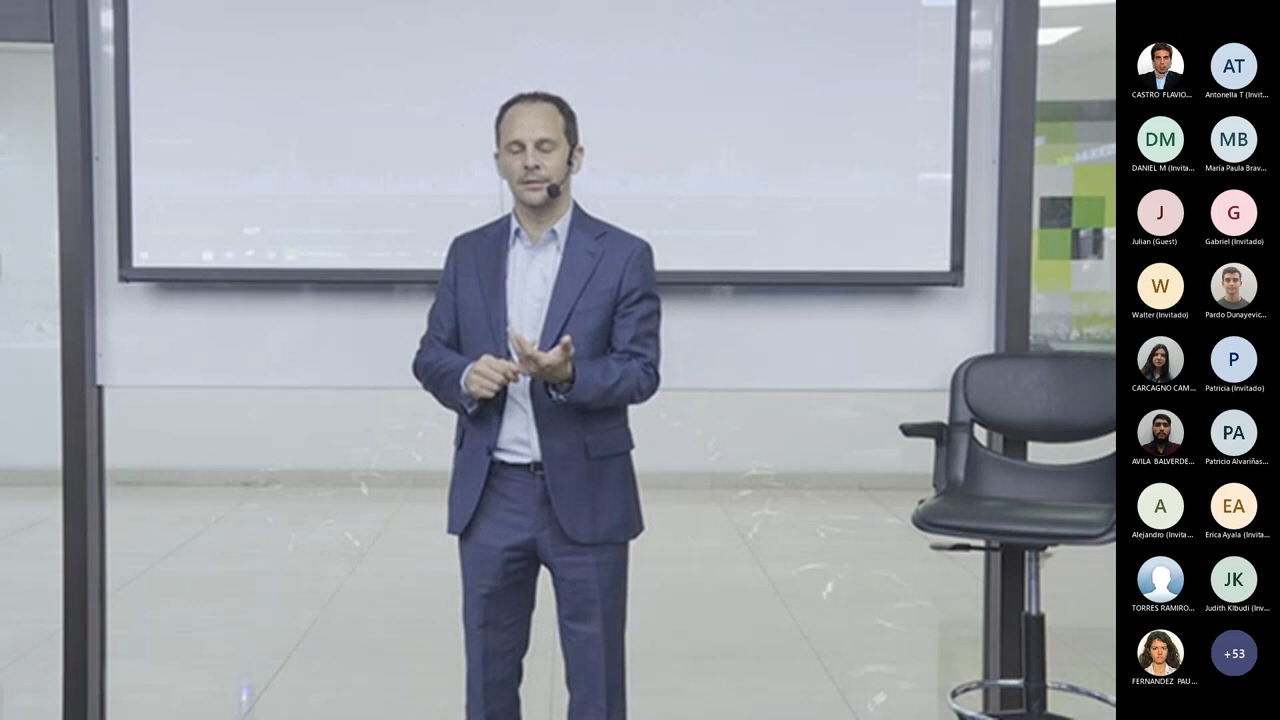 CASTRO FLAVIO...
AT
Antonella T (Invit...
DM
DANIEL M (Invita...
MB
María Paula Brav...
J
Julian (Guest)
G
Gabriel (Invitado)
W
Walter (Invitado)
Pardo Dunayevic...
CARCAGNO CAM...
P
Patricia (Invitado)
AVILA BALVERDE...
PA
Patricio Alvariñas...
A
Alejandro (Invita...
EA
Erica Ayala (Invita...
TORRES RAMIRO...
JK
Judith Klbudi (Inv...
FERNANDEZ PAU...
+53